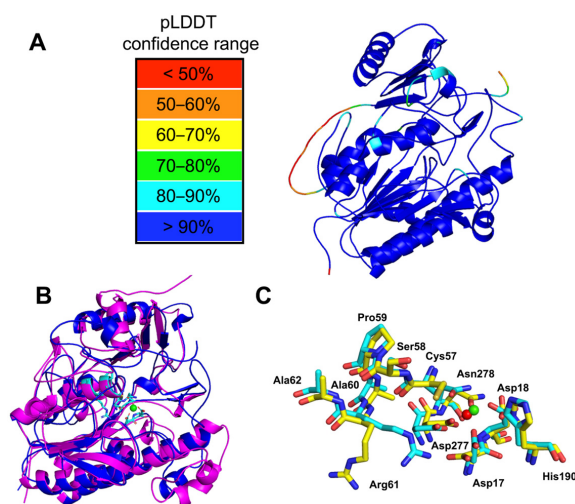 A
pLDDT
confidence range
< 50%
50–60%
60–70%
70–80%
80–90%
> 90%
B
C
Pro59
Ser58
Cys57
Asn278
Ala62
Ala60
Asp18
Asp277
Arg61
Asp17
His190